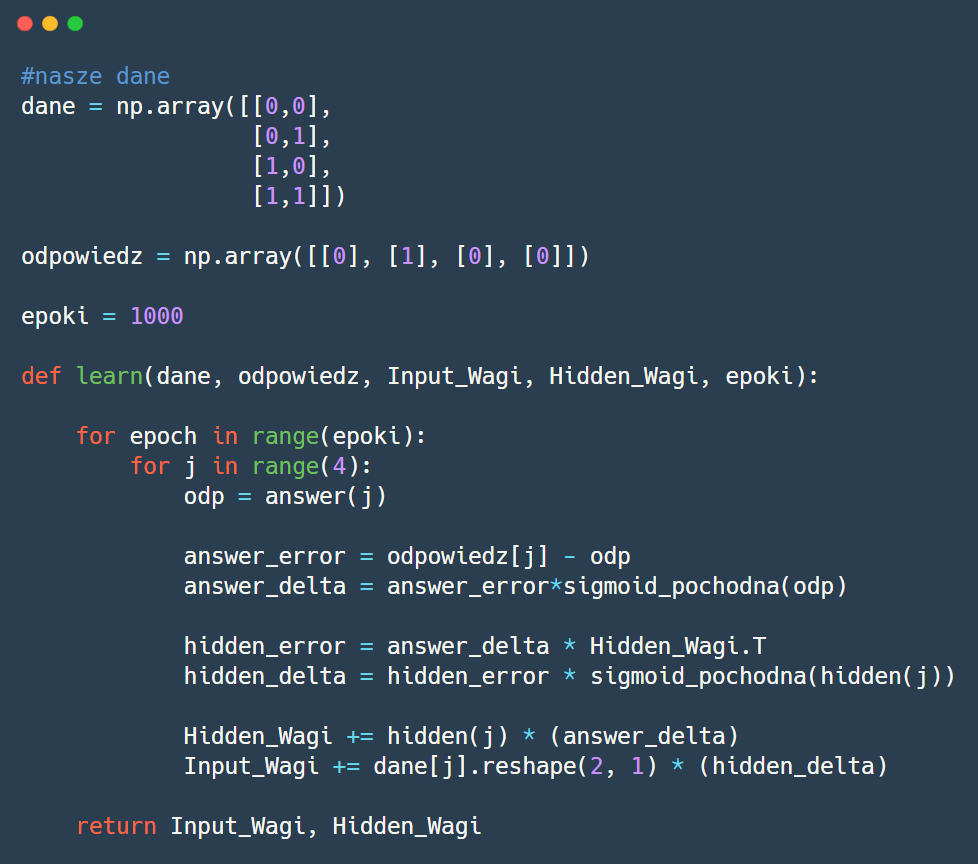 #nasze dane
dane = np.array([[0,0],
                 [0,1],
                 [1,0],
                 [1,1]])

odpowiedz = np.array([[0], [1], [0], [0]])

epoki = 1000

def learn(dane, odpowiedz, Input_Wagi, Hidden_Wagi, epoki):

    for epoch in range(epoki):
        for j in range(4):
            odp = answer(j)

            answer_error = odpowiedz[j] - odp
            answer_delta = answer_error*sigmoid_pochodna(odp)

            hidden_error = answer_delta * Hidden_Wagi.T
            hidden_delta = hidden_error * sigmoid_pochodna(hidden(j))

            Hidden_Wagi += hidden(j) * (answer_delta)
            Input_Wagi += dane[j].reshape(2, 1) * (hidden_delta)

    return Input_Wagi, Hidden_Wagi